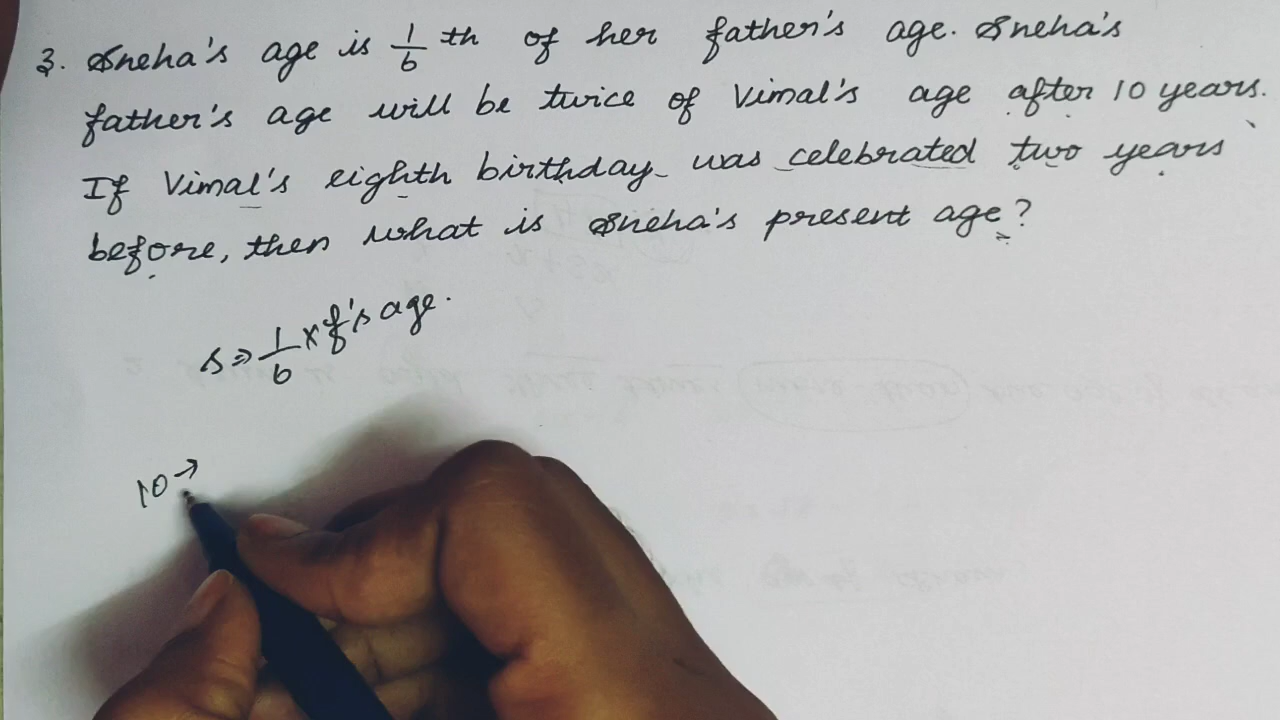 3. Sneha's age is 1/6 th of her father's age. Sneha's
father's age will be twice of Vimal's age after 10 years.
If Vimal's eighth birthday was celebrated two years
before, then what is Sneha's present age?
s ⇒ 1/6 × f's age.
10 →